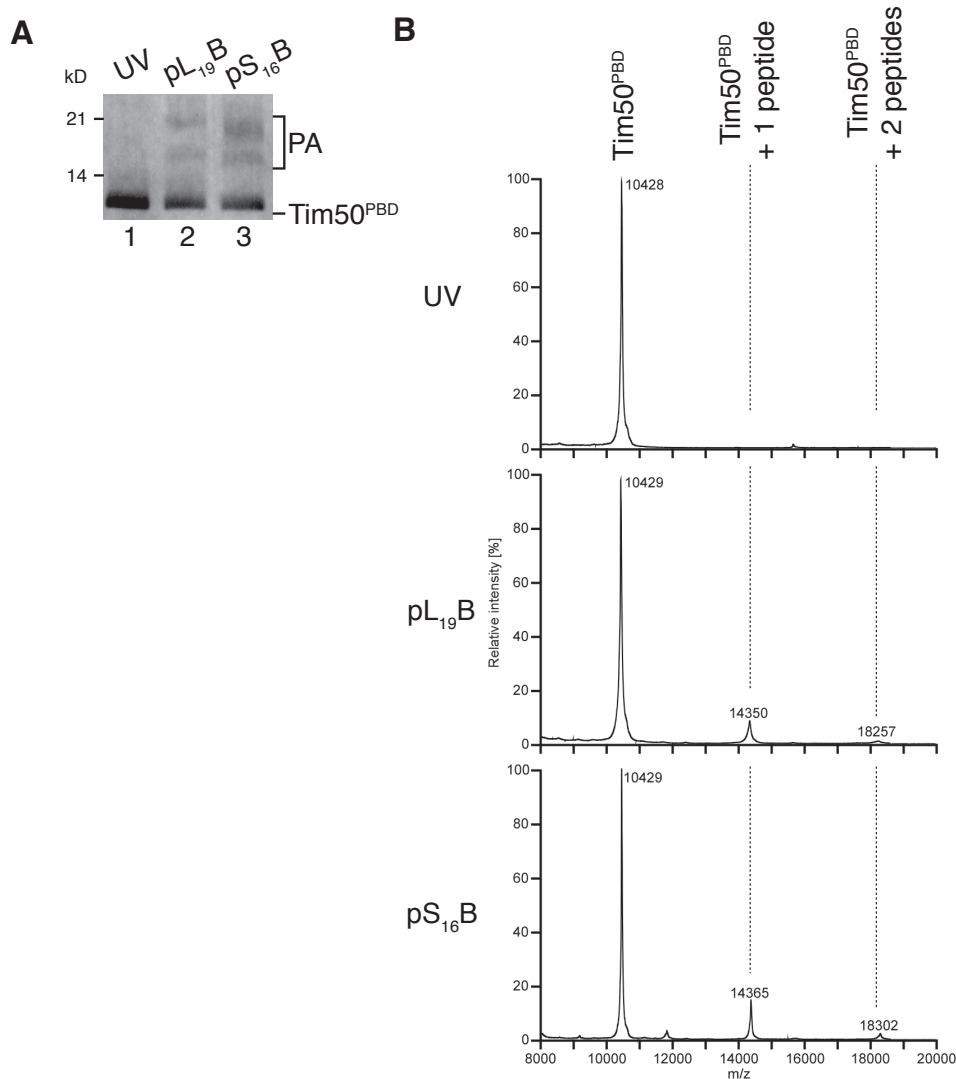 A
kD
UV pL₁₉B pS₁₆B
21
14
PA
Tim50ᴾᴮᴰ
1 2 3
B
Tim50ᴾᴮᴰ
Tim50ᴾᴮᴰ
+ 1 peptide
Tim50ᴾᴮᴰ
+ 2 peptides
UV
100
80
60
40
20
0
10428
pL₁₉B
Relative intensity [%]
100
80
60
40
20
0
10429
14350
18257
pS₁₆B
100
80
60
40
20
0
10429
14365
18302
8000 10000 12000 14000 16000 18000 20000
m/z